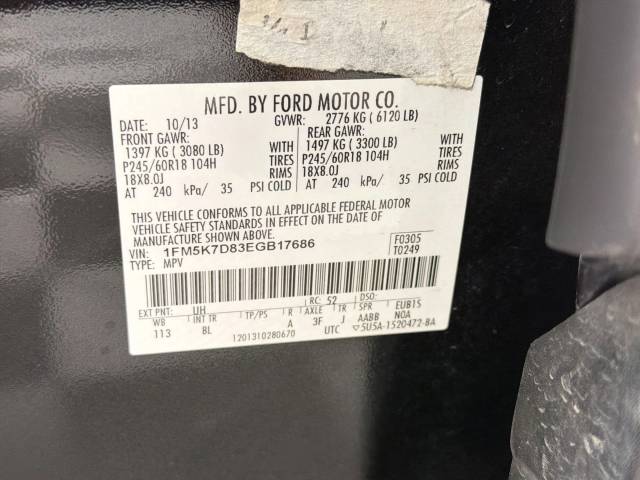 MFD. BY FORD MOTOR CO.
DATE: 10/13 GVWR: 2776 KG ( 6120 LB)
FRONT GAWR: REAR GAWR:
1397 KG ( 3080 LB) WITH 1497 KG ( 3300 LB) WITH
P245/60R18 104H TIRES P245/60R18 104H TIRES
18X8.0J RIMS 18X8.0J RIMS
AT 240 kPa/ 35 PSI COLD AT 240 kPa/ 35 PSI COLD
THIS VEHICLE CONFORMS TO ALL APPLICABLE FEDERAL MOTOR
VEHICLE SAFETY STANDARDS IN EFFECT ON THE DATE OF
MANUFACTURE SHOWN ABOVE.
VIN: 1FM5K7D83EGB17686 F0305
TYPE: MPV T0249
EXT PNT: UH RC: 52 DSO:
WB INT TR TP/PS R AXLE TR SPR EUB1S
113 BL A 3F J AABB NOA
1201310280670 UTC ▽5U5A-1520472-BA